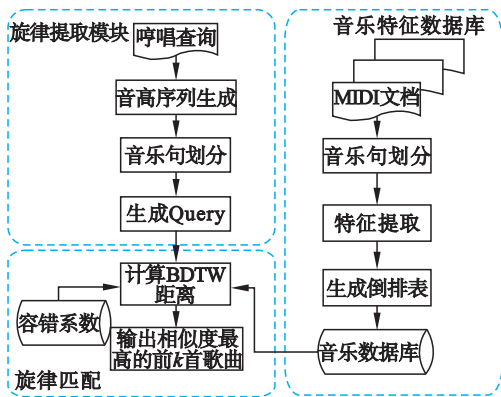 旋律提取模块
哼唱查询
音高序列生成
音乐句划分
生成Query
音乐特征数据库
MIDI文档
音乐句划分
特征提取
生成倒排表
音乐数据库
计算BDTW
距离
容错系数
输出相似度最
高的前k首歌曲
旋律匹配